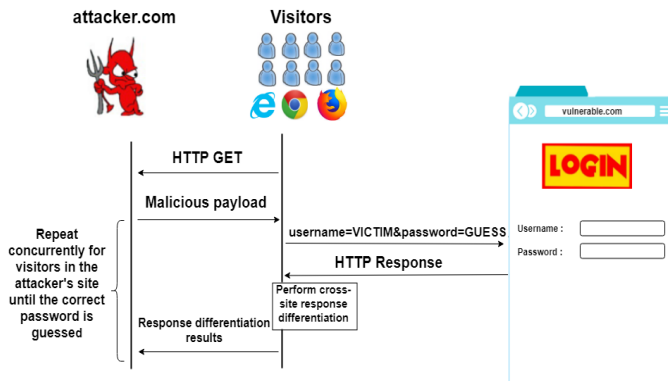 attacker.com
Visitors
vulnerable.com
LOGIN
HTTP GET
Malicious payload
username=VICTIM&password=GUESS
Username :
Password :
HTTP Response
Repeat
concurrently for
visitors in the
attacker's site
until the correct
password is
guessed
Perform cross-
site response
differentiation
Response differentiation
results